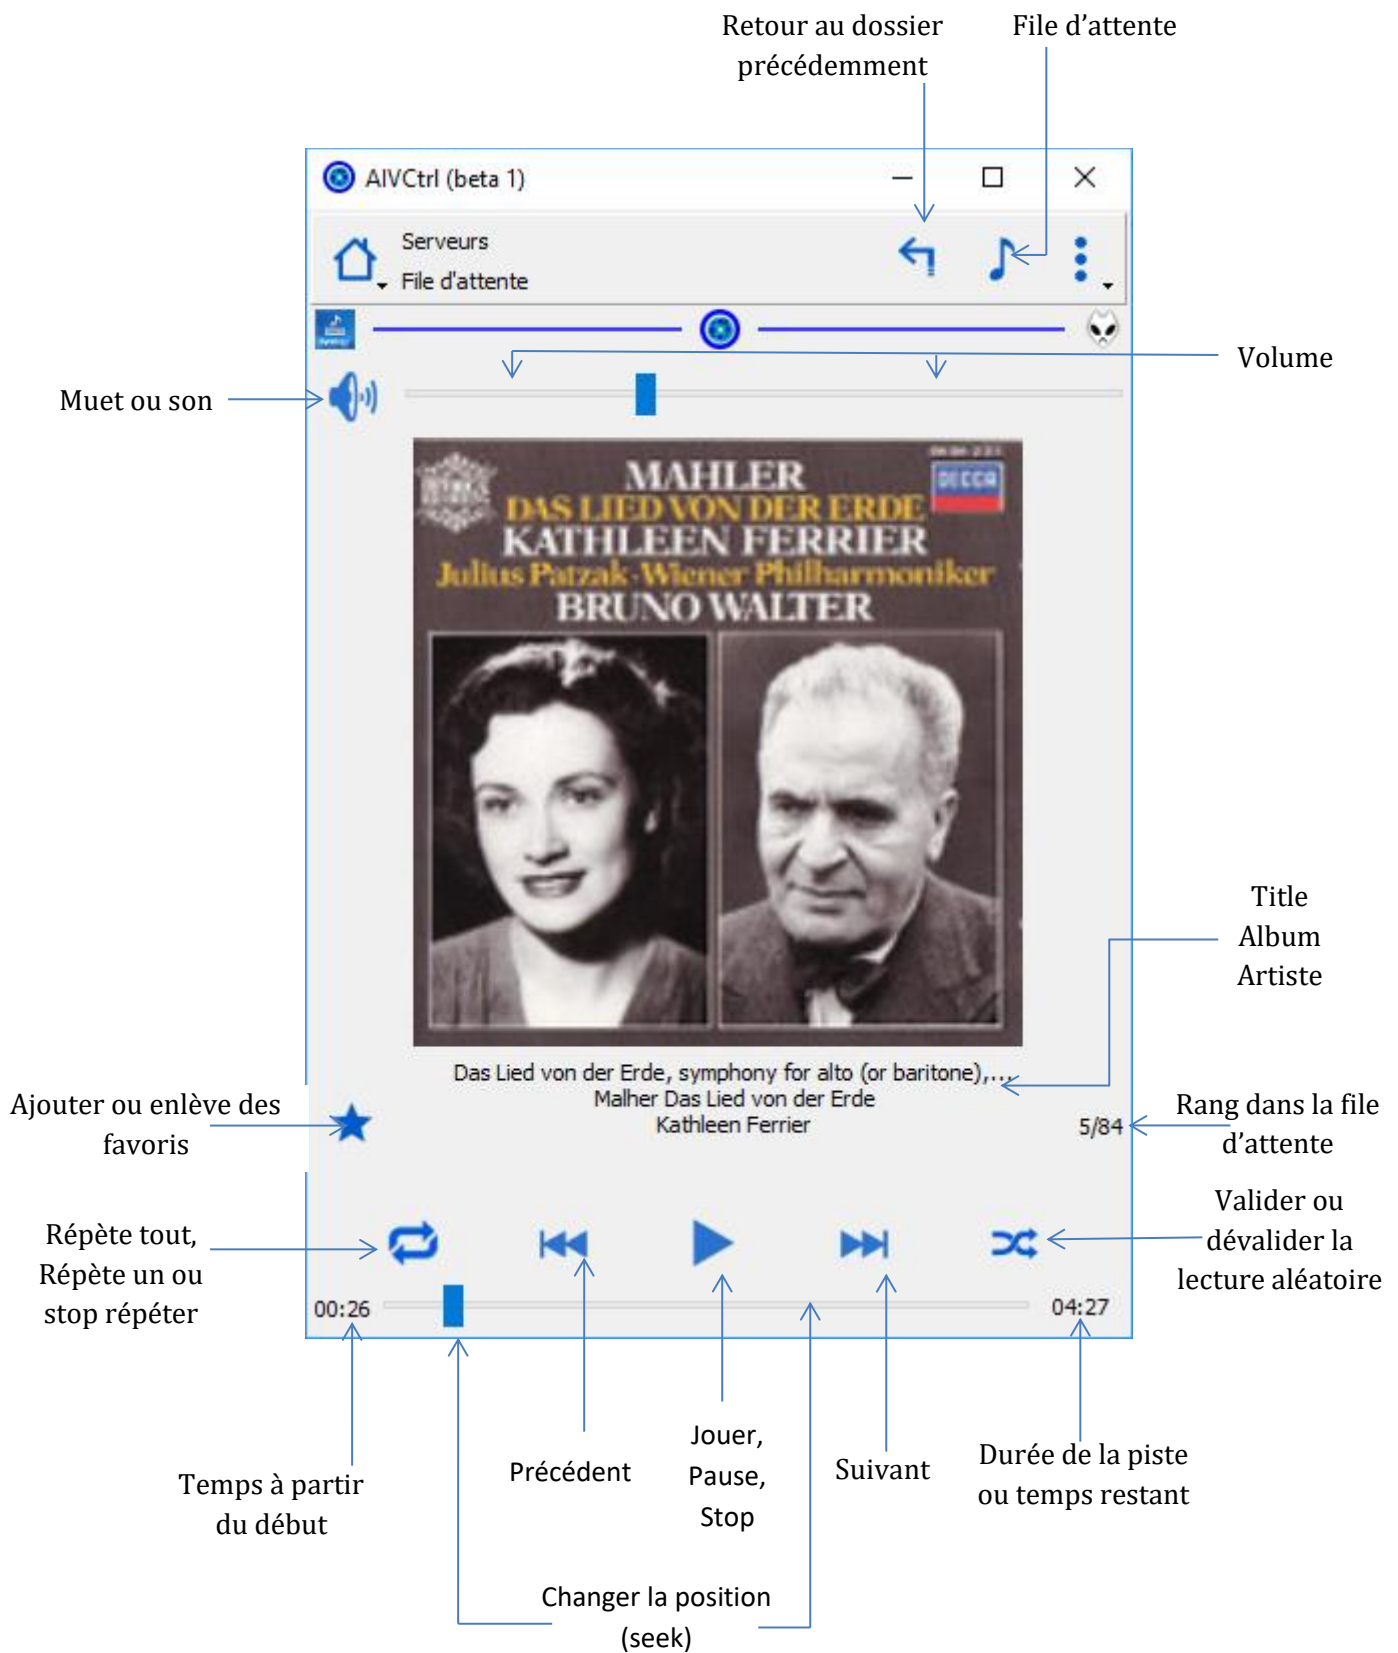 Retour au dossier
précédemment
File d'attente
AIVCtrl (beta 1)
Serveurs
File d'attente
Volume
Muet ou son
MAHLER
DECCA
DAS LIED VON DER ERDE
KATHLEEN FERRIER
Julius Patzak-Wiener Philharmoniker
BRUNO WALTER
Title
Album
Artiste
Das Lied von der Erde, symphony for alto (or baritone),...
Malher Das Lied von der Erde
Kathleen Ferrier
Ajouter ou enlève des
favoris
5/84
Rang dans la file
d'attente
Répète tout,
Répète un ou
stop répéter
Valider ou
dévalider la
lecture aléatoire
00:26
04:27
Temps à partir
du début
Précédent
Jouer,
Pause,
Stop
Suivant
Durée de la piste
ou temps restant
Changer la position
(seek)